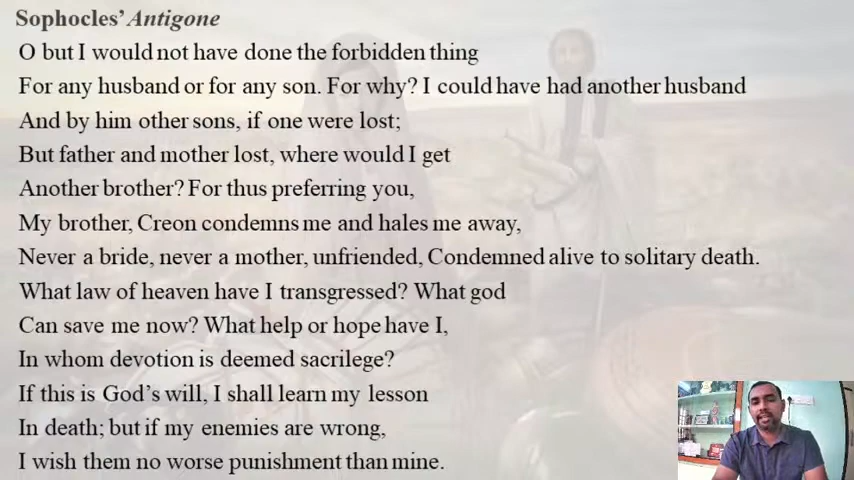 Sophocles’ Antigone
O but I would not have done the forbidden thing
For any husband or for any son. For why? I could have had another husband
And by him other sons, if one were lost;
But father and mother lost, where would I get
Another brother? For thus preferring you,
My brother, Creon condemns me and hales me away,
Never a bride, never a mother, unfriended, Condemned alive to solitary death.
What law of heaven have I transgressed? What god
Can save me now? What help or hope have I,
In whom devotion is deemed sacrilege?
If this is God’s will, I shall learn my lesson
In death; but if my enemies are wrong,
I wish them no worse punishment than mine.